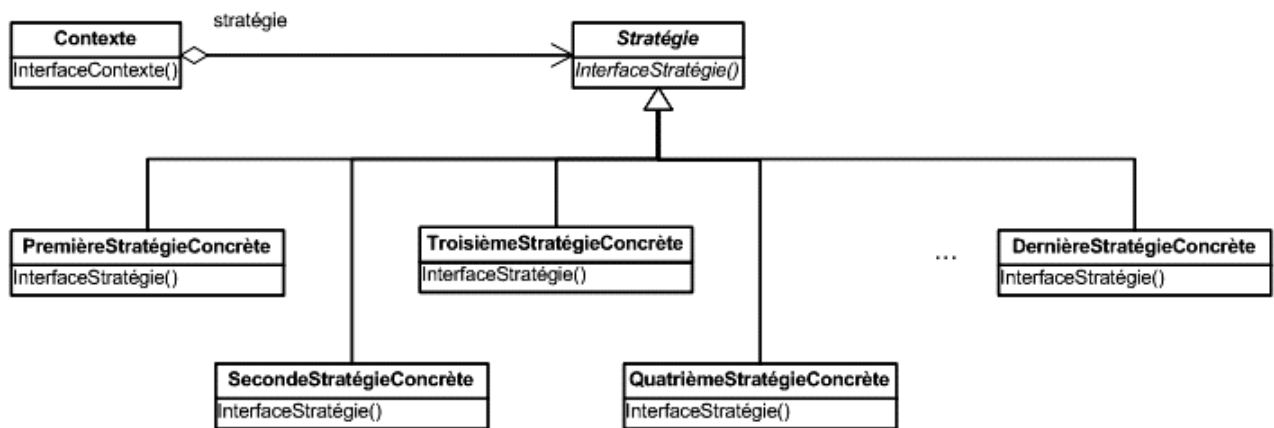 stratégie
Contexte
InterfaceContexte()
Stratégie
InterfaceStratégie()
PremièreStratégieConcrète
InterfaceStratégie()
TroisièmeStratégieConcrète
InterfaceStratégie()
...
DernièreStratégieConcrète
InterfaceStratégie()
SecondeStratégieConcrète
InterfaceStratégie()
QuatrièmeStratégieConcrète
InterfaceStratégie()